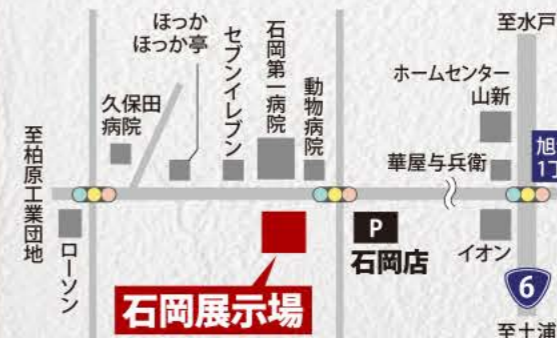 ほっか
ほっか亭
セブンイレブン
石岡第一病院
動物病院
久保田
病院
至水戸
ホームセンター
山新
華屋与兵衛
旭
1丁
至柏原工業団地
ローソン
石岡展示場
P
石岡店
イオン
6
至土浦